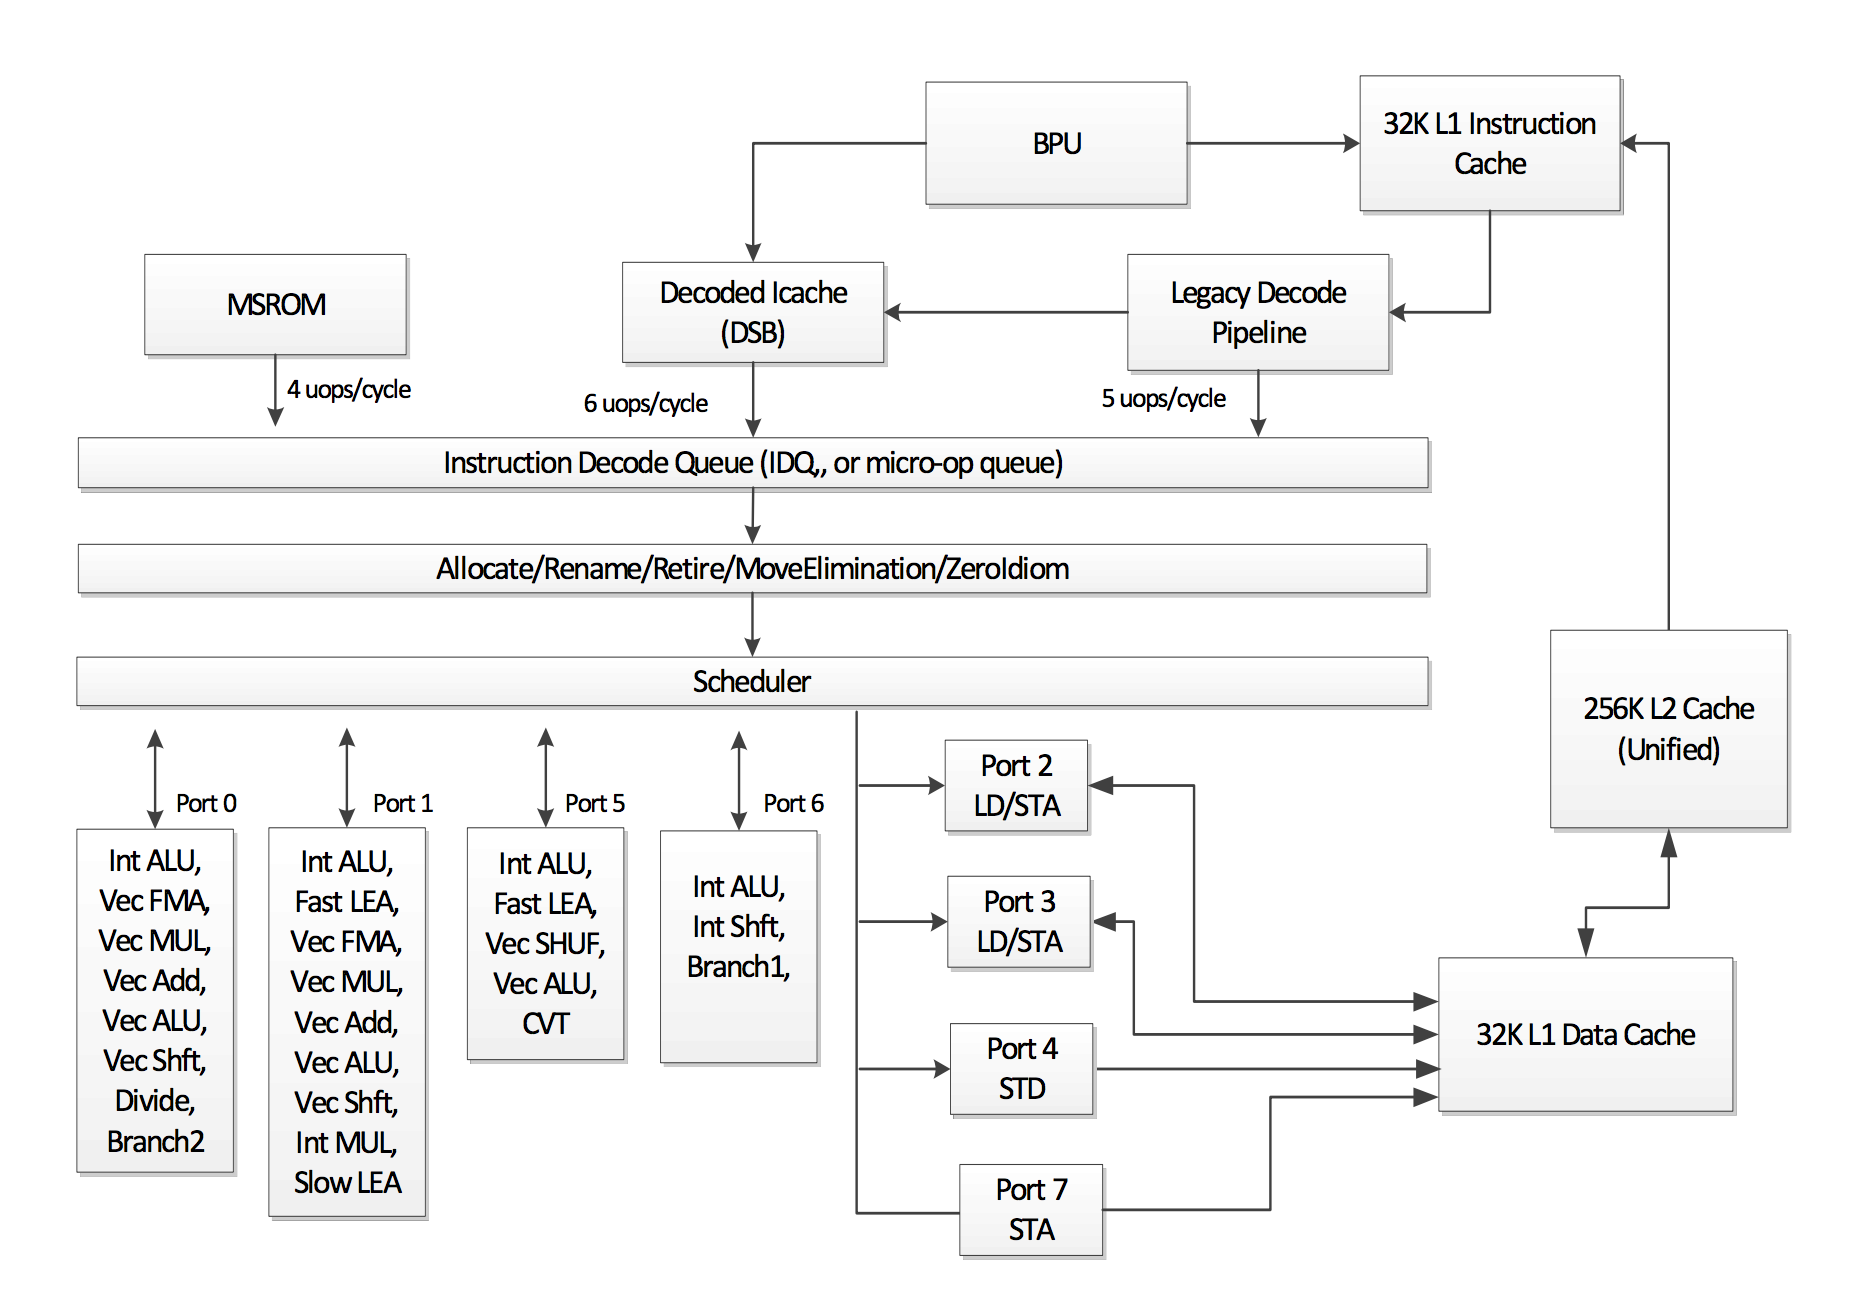 BPU
32K L1 Instruction
Cache
MSROM
Decoded Icache
(DSB)
Legacy Decode
Pipeline
4 uops/cycle
6 uops/cycle
5 uops/cycle
Instruction Decode Queue (IDQ,, or micro-op queue)
Allocate/Rename/Retire/MoveElimination/ZeroIdiom
Scheduler
256K L2 Cache
(Unified)
Port 0
Int ALU,
Vec FMA,
Vec MUL,
Vec Add,
Vec ALU,
Vec Shft,
Divide,
Branch2
Port 1
Int ALU,
Fast LEA,
Vec FMA,
Vec MUL,
Vec Add,
Vec ALU,
Vec Shft,
Int MUL,
Slow LEA
Port 5
Int ALU,
Fast LEA,
Vec SHUF,
Vec ALU,
CVT
Port 6
Int ALU,
Int Shft,
Branch1,
Port 2
LD/STA
Port 3
LD/STA
Port 4
STD
Port 7
STA
32K L1 Data Cache